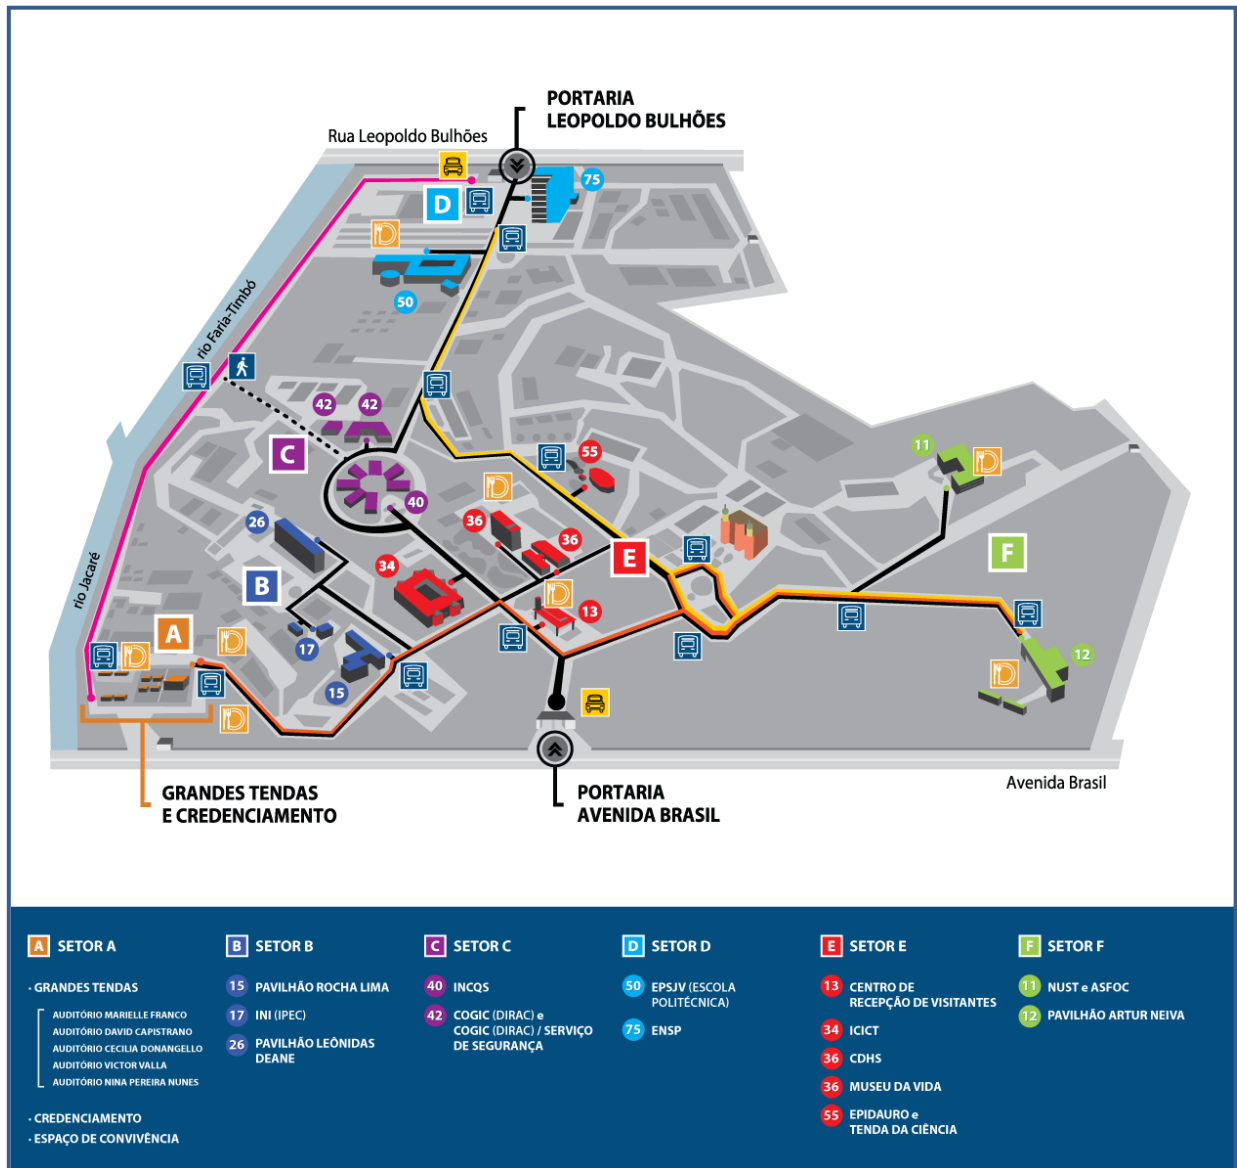 PORTARIA
LEOPOLDO BULHÕES
Rua Leopoldo Bulhões
75
D
50
rio Faria-Timbó
42
42
C
55
11
40
26
36
36
E
F
34
B
rio Jacaré
13
A
17
12
15
GRANDES TENDAS
E CREDENCIAMENTO
PORTARIA
AVENIDA BRASIL
Avenida Brasil
A SETOR A
· GRANDES TENDAS
AUDITÓRIO MARIELLE FRANCO
AUDITÓRIO DAVID CAPISTRANO
AUDITÓRIO CECILIA DONANGELLO
AUDITÓRIO VICTOR VALLA
AUDITÓRIO NINA PEREIRA NUNES
· CREDENCIAMENTO
· ESPAÇO DE CONVIVÊNCIA
B SETOR B
15 PAVILHÃO ROCHA LIMA
17 INI (IPEC)
26 PAVILHÃO LEÔNIDAS
DEANE
C SETOR C
40 INCQS
42 COGIC (DIRAC) e
COGIC (DIRAC) / SERVIÇO
DE SEGURANÇA
D SETOR D
50 EPSJV (ESCOLA
POLITÉCNICA)
75 ENSP
E SETOR E
13 CENTRO DE
RECEPÇÃO DE VISITANTES
34 ICICT
36 CDHS
36 MUSEU DA VIDA
55 EPIDAURO e
TENDA DA CIÊNCIA
F SETOR F
11 NUST e ASFOC
12 PAVILHÃO ARTUR NEIVA